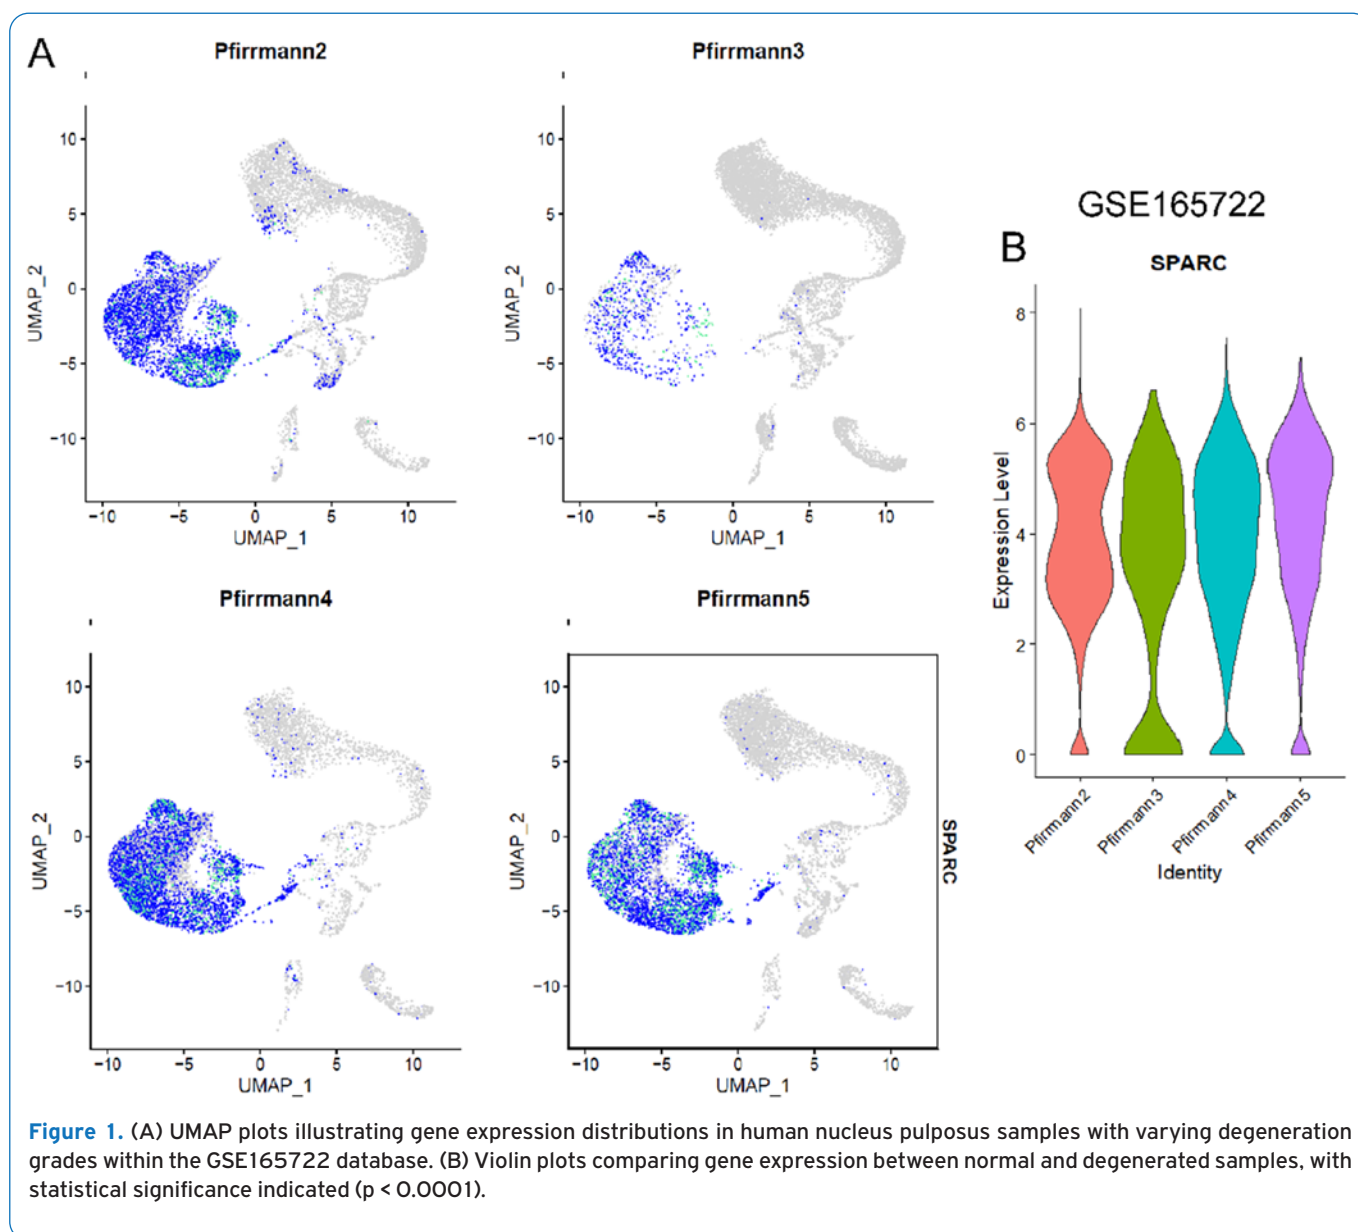 A
Pfirrmann2
Pfirrmann3
10
5
0
−5
−10
UMAP_2
−10 −5 0 5 10
UMAP_1
10
5
0
−5
−10
UMAP_2
−10 −5 0 5 10
UMAP_1
Pfirrmann4
Pfirrmann5
10
5
0
−5
−10
UMAP_2
−10 −5 0 5 10
UMAP_1
10
5
0
−5
−10
UMAP_2
−10 −5 0 5 10
UMAP_1
SPARC
GSE165722
B
SPARC
8
6
4
2
0
Expression Level
Pfirrmann2 Pfirrmann3 Pfirrmann4 Pfirrmann5
Identity
Figure 1. (A) UMAP plots illustrating gene expression distributions in human nucleus pulposus samples with varying degeneration
grades within the GSE165722 database. (B) Violin plots comparing gene expression between normal and degenerated samples, with
statistical significance indicated (p < 0.0001).